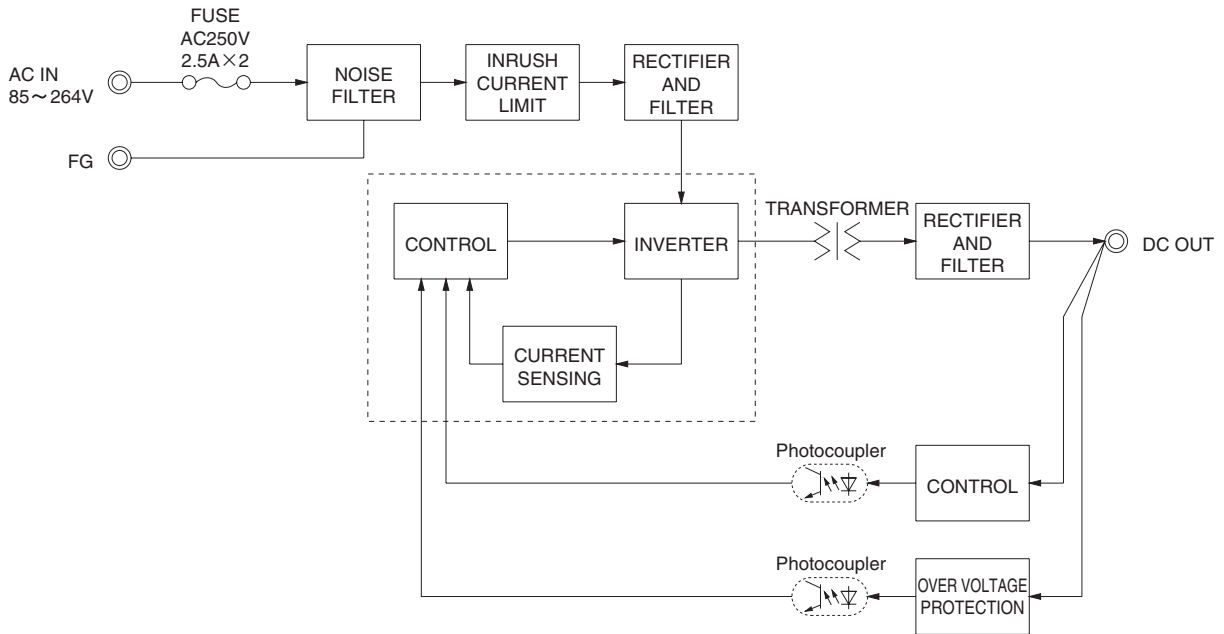 FUSE
AC250V
2.5A×2
AC IN
85～264V
NOISE
FILTER
INRUSH
CURRENT
LIMIT
RECTIFIER
AND
FILTER
FG
CONTROL
INVERTER
TRANSFORMER
RECTIFIER
AND
FILTER
DC OUT
CURRENT
SENSING
Photocoupler
CONTROL
Photocoupler
OVER VOLTAGE
PROTECTION